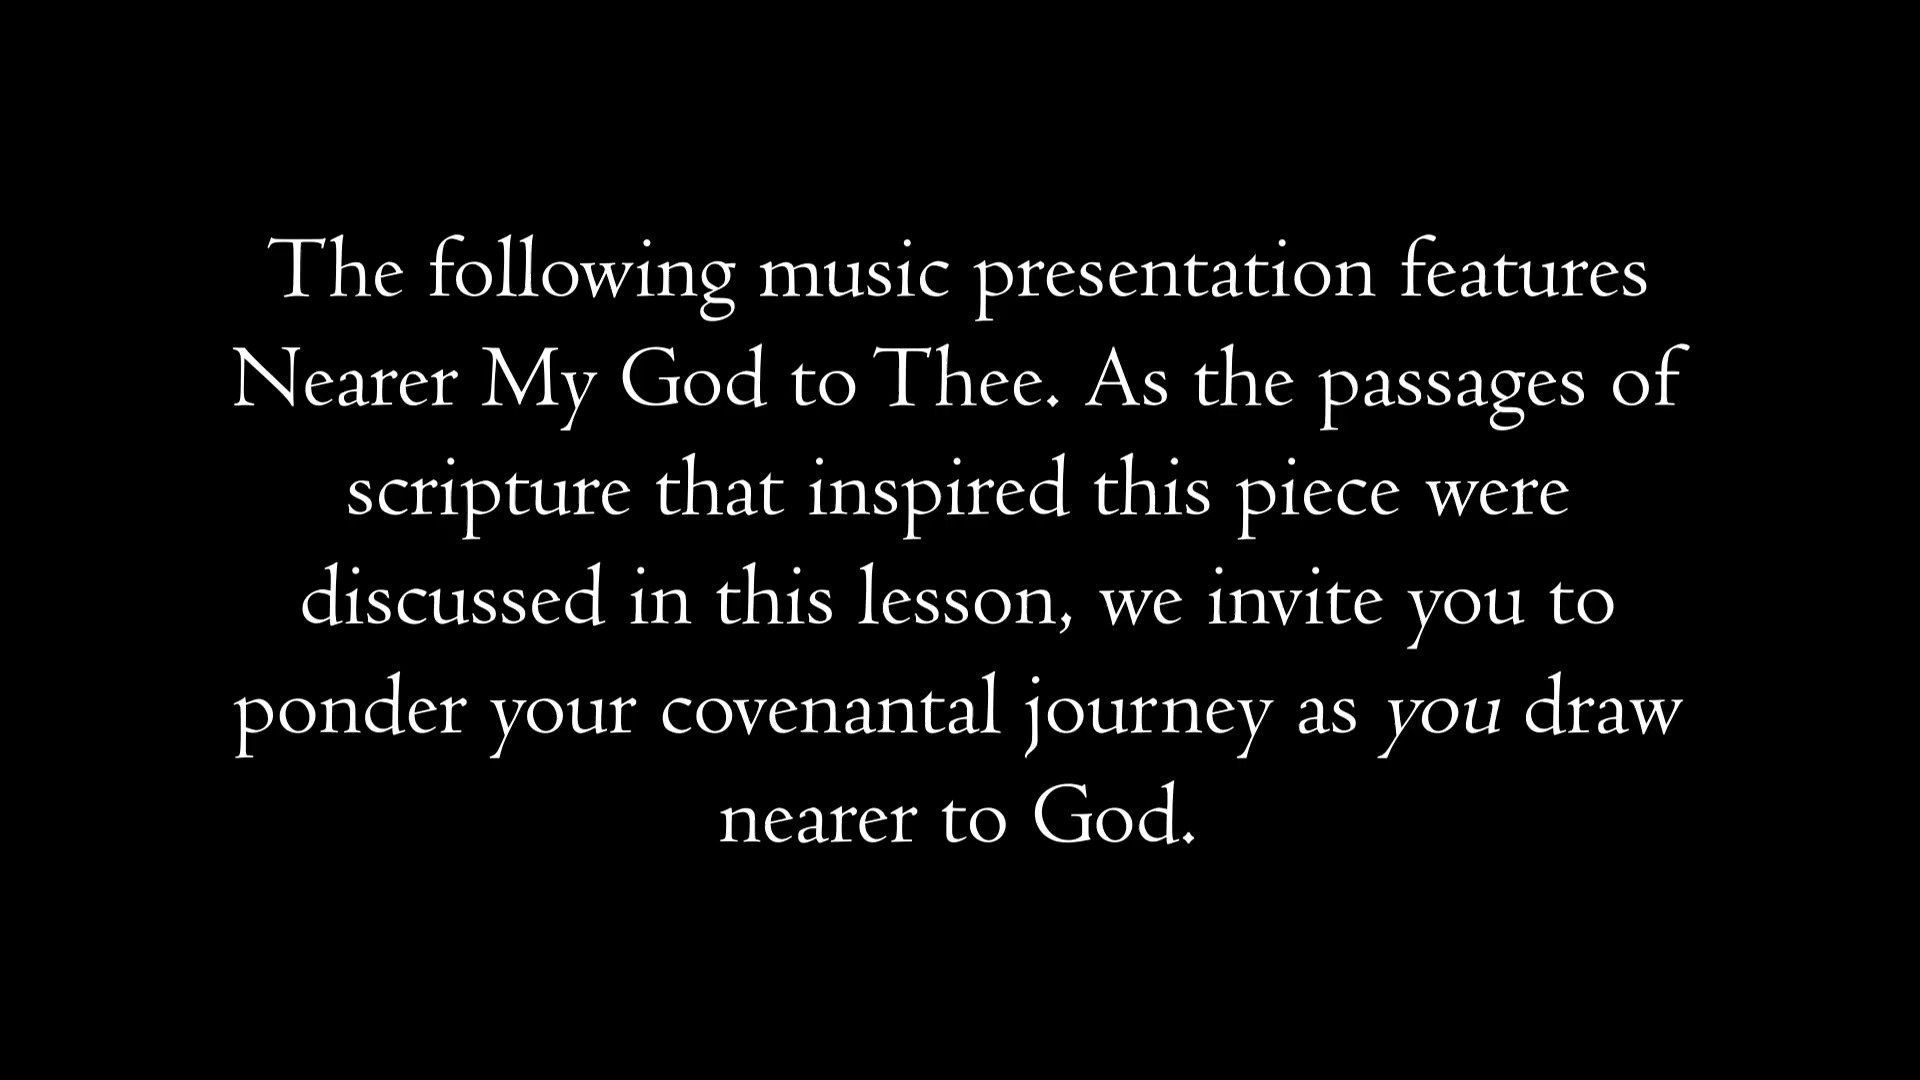 The following music presentation features
Nearer My God to Thee. As the passages of
scripture that inspired this piece were
discussed in this lesson, we invite you to
ponder your covenantal journey as you draw
nearer to God.